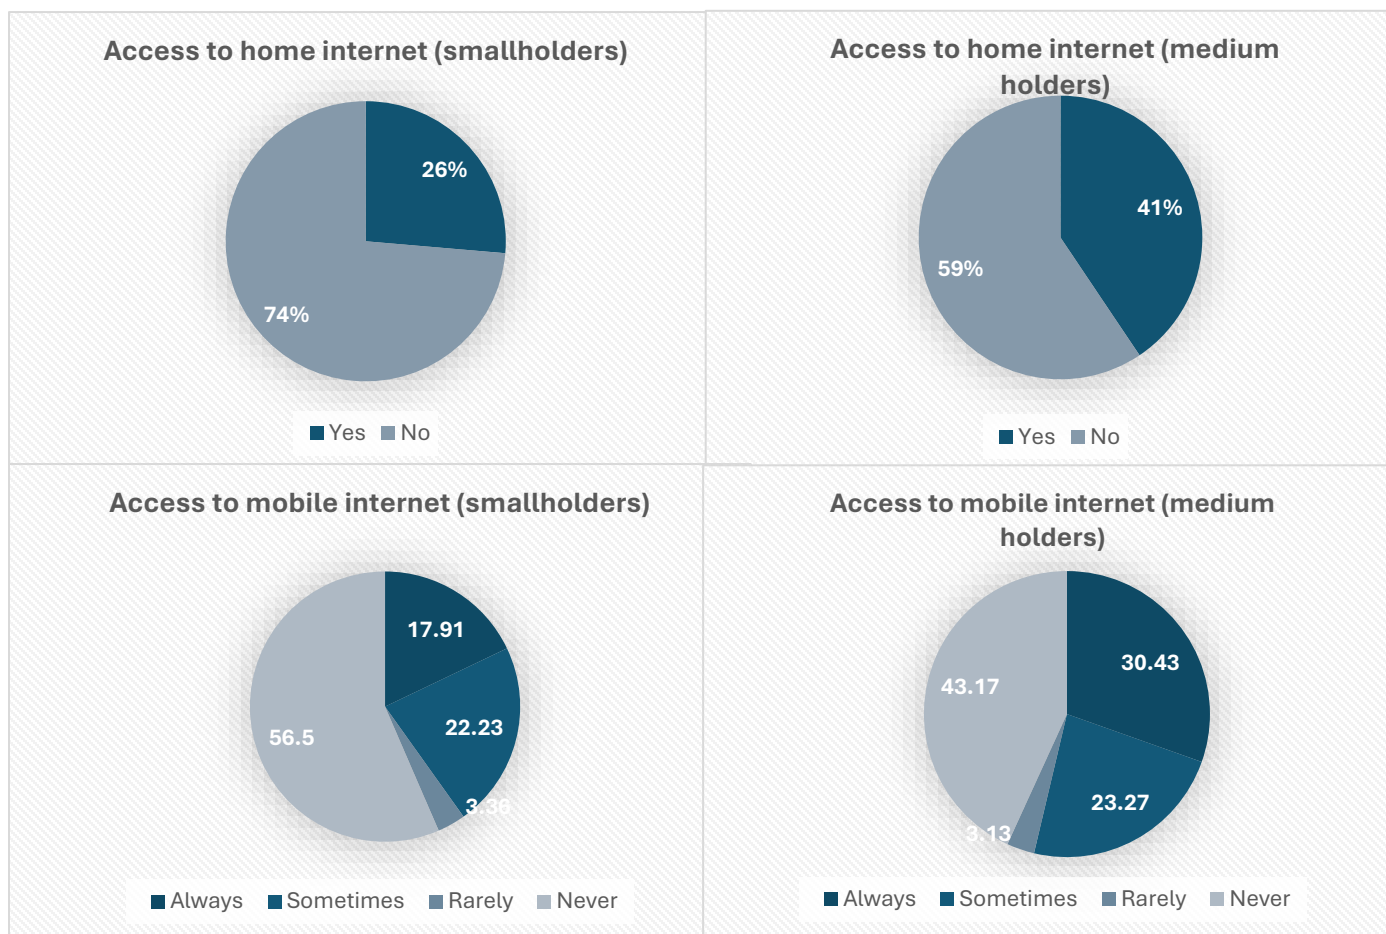 Access to home internet (smallholders)
26%
74%
Yes No
Access to home internet (medium
holders)
41%
59%
Yes No
Access to mobile internet (smallholders)
17.91
22.23
56.5
3.36
Always Sometimes Rarely Never
Access to mobile internet (medium
holders)
30.43
43.17
23.27
3.13
Always Sometimes Rarely Never